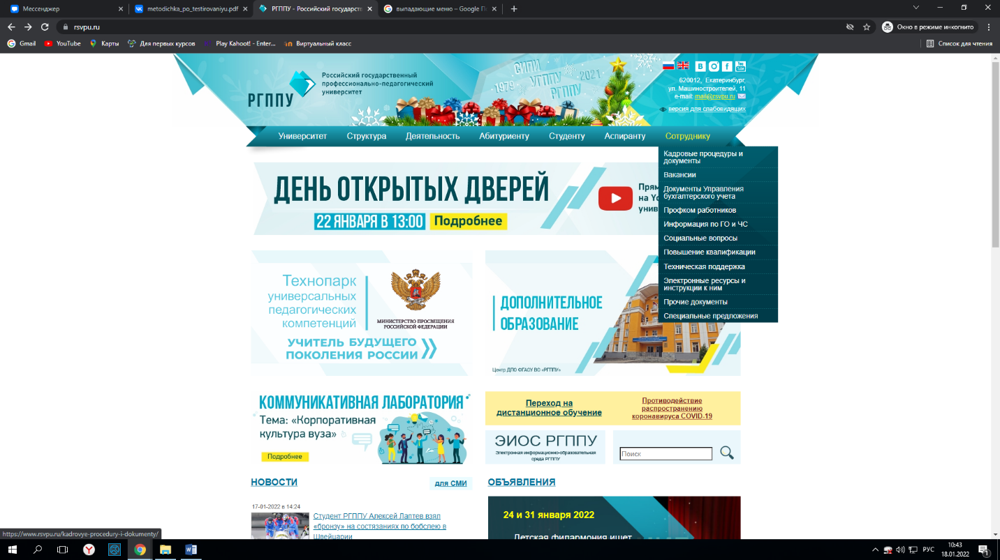 Мессенджер
metodichka_po_testirovaniyu.pdf
РГППУ - Российский государств
выпадающие меню – Google П
rsvpu.ru
Окно в режиме инкогнито
Gmail
YouTube
Карты
Для первых курсов
Play Kahoot! - Enter...
Виртуальный класс
Список для чтения
РГППУ
Российский государственный
профессионально-педагогический
университет
СИПИ
УГППУ
РГППУ
1979
2021
620012, Екатеринбург,
ул. Машиностроителей, 11
e-mail: mail@rsvpu.ru
версия для слабовидящих
Университет
Структура
Деятельность
Абитуриенту
Студенту
Аспиранту
Сотруднику
Кадровые процедуры и
документы
Вакансии
Документы Управления
бухгалтерского учета
Профком работников
Информация по ГО и ЧС
Социальные вопросы
Повышение квалификации
Техническая поддержка
Электронные ресурсы и
инструкции к ним
Прочие документы
Специальные предложения
ДЕНЬ ОТКРЫТЫХ ДВЕРЕЙ
22 ЯНВАРЯ В 13:00
Подробнее
Прям
на Yo
униве
Технопарк
универсальных
педагогических
компетенций
МИНИСТЕРСТВО ПРОСВЕЩЕНИЯ
РОССИЙСКОЙ ФЕДЕРАЦИИ
УЧИТЕЛЬ БУДУЩЕГО
ПОКОЛЕНИЯ РОССИИ
ДОПОЛНИТЕЛЬНОЕ
ОБРАЗОВАНИЕ
Центр ДПО ФГАОУ ВО «РГППУ»
КОММУНИКАТИВНАЯ ЛАБОРАТОРИЯ
Тема: «Корпоративная
культура вуза»
Подробнее
Переход на
дистанционное обучение
Противодействие
распространению
коронавируса COVID-19
ЭИОС РГППУ
Электронная информационно-образовательная
среда РГППУ
Поиск
НОВОСТИ
для СМИ
ОБЪЯВЛЕНИЯ
17-01-2022 в 14:24
Студент РГППУ Алексей Лаптев взял
«бронзу» на состязаниях по бобслею в
Швейцарии
24 и 31 января 2022
Детская филармония ищет
https://www.rsvpu.ru/kadrovye-procedury-i-dokumenty/
РУС
10:43
18.01.2022
1